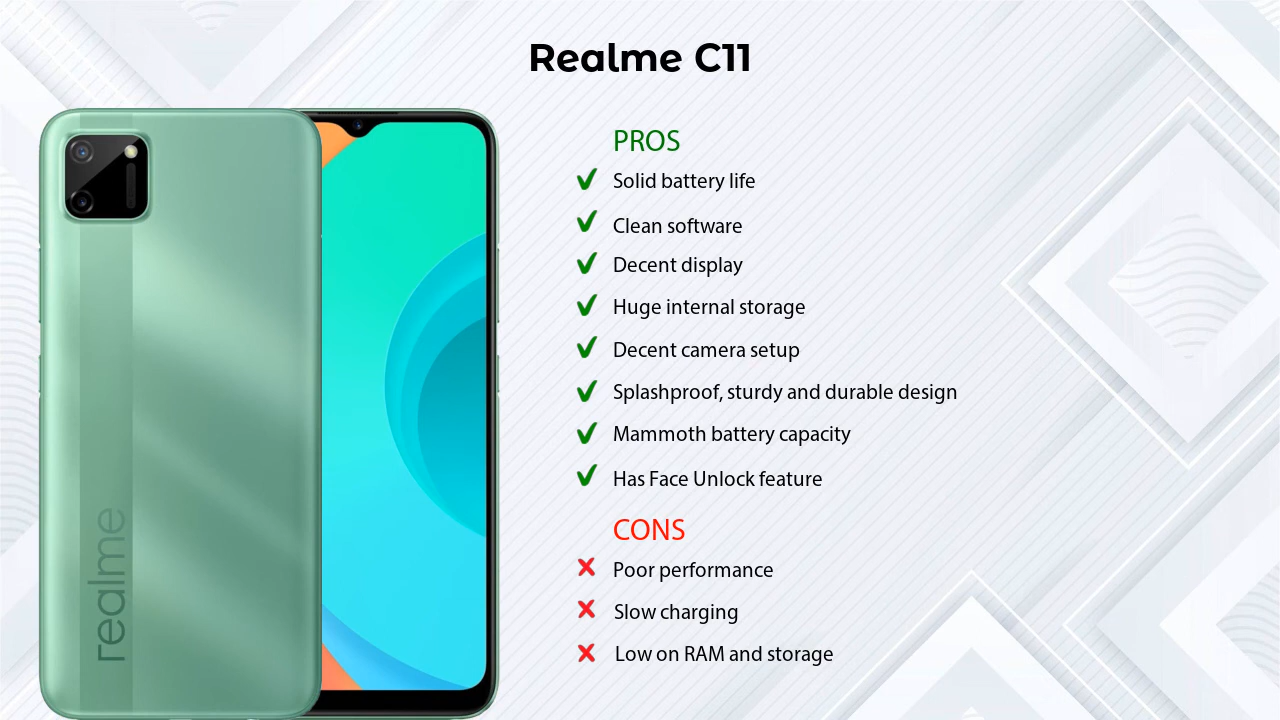 Realme C11
PROS
Solid battery life
Clean software
Decent display
Huge internal storage
Decent camera setup
Splashproof, sturdy and durable design
Mammoth battery capacity
Has Face Unlock feature
CONS
Poor performance
Slow charging
Low on RAM and storage
realme